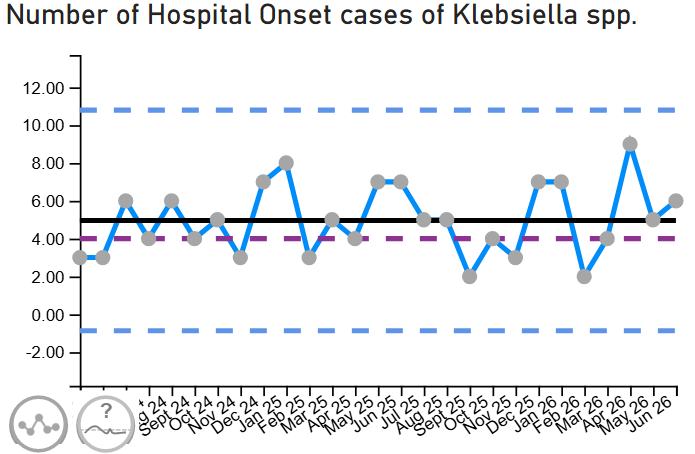 Number of Hospital Onset cases of Klebsiella spp.
12.00
10.00
8.00
6.00
4.00
2.00
0.00
-2.00
Sept 24
Oct 24
Nov 24
Dec 24
Jan 25
Feb 25
Mar 25
Apr 25
May 25
Jun 25
Jul 25
Aug 25
Sept 25
Oct 25
Nov 25
Dec 25
Jan 26
Feb 26
Mar 26
Apr 26
May 26
Jun 26
?